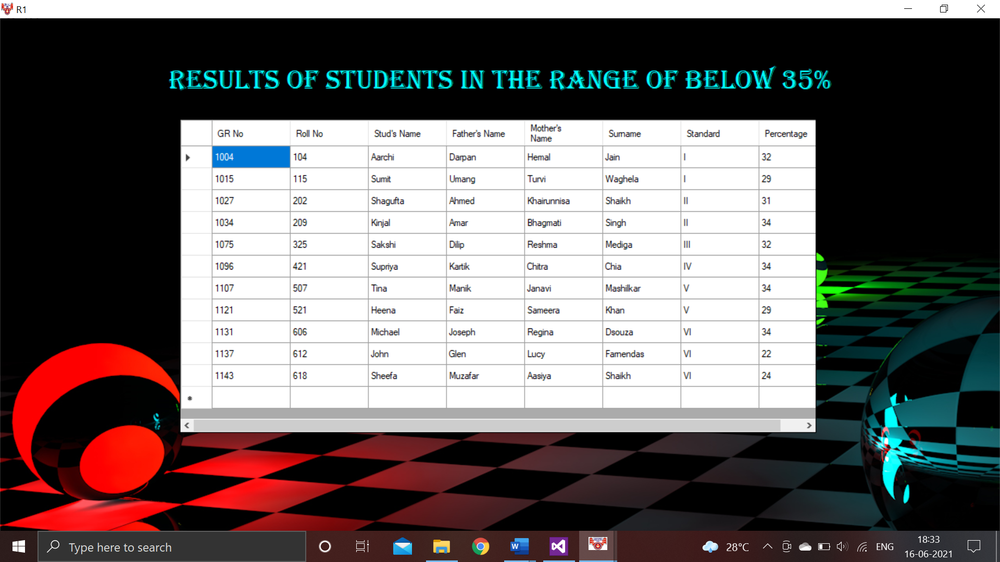 R1
RESULTS OF STUDENTS IN THE RANGE OF BELOW 35%
GR No Roll No Stud's Name Father's Name Mother's Name Surname Standard Percentage
1004 104 Aarchi Darpan Hemal Jain I 32
1015 115 Sumit Umang Turvi Waghela I 29
1027 202 Shagufta Ahmed Khairunnisa Shaikh II 31
1034 209 Kinjal Amar Bhagmati Singh II 34
1075 325 Sakshi Dilip Reshma Mediga III 32
1096 421 Supriya Kartik Chitra Chia IV 34
1107 507 Tina Manik Janavi Mashilkar V 34
1121 521 Heena Faiz Sameera Khan V 29
1131 606 Michael Joseph Regina Dsouza VI 34
1137 612 John Glen Lucy Farnendas VI 22
1143 618 Sheefa Muzafar Aasiya Shaikh VI 24
Type here to search
28°C
ENG
18:33
16-06-2021